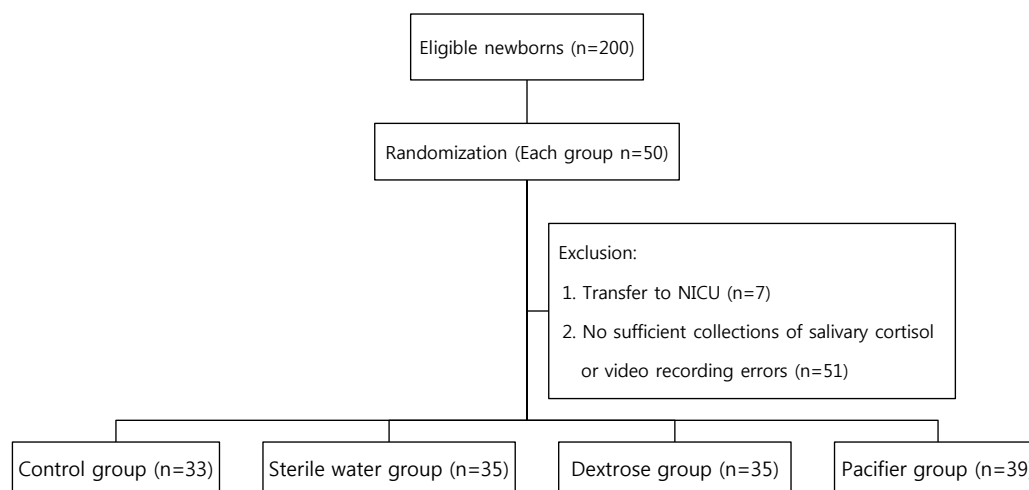 Eligible newborns (n=200)
Randomization (Each group n=50)
Exclusion:
1. Transfer to NICU (n=7)
2. No sufficient collections of salivary cortisol
or video recording errors (n=51)
Control group (n=33)
Sterile water group (n=35)
Dextrose group (n=35)
Pacifier group (n=39)